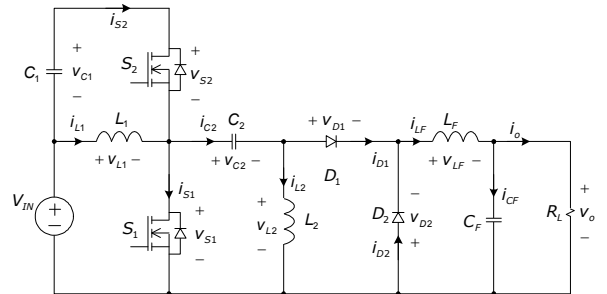 i_S2
C_1
+
v_C1
−
S_2
+
v_S2
−
i_L1
L_1
+ v_L1 −
i_C2
C_2
+ v_C2 −
+ v_D1 −
D_1
i_D1
i_LF
L_F
+ v_LF −
i_o
V_IN
+
−
i_S1
S_1
+
v_S1
−
i_L2
+
v_L2
−
L_2
D_2
−
v_D2
+
i_D2
i_CF
C_F
R_L
+
v_o
−